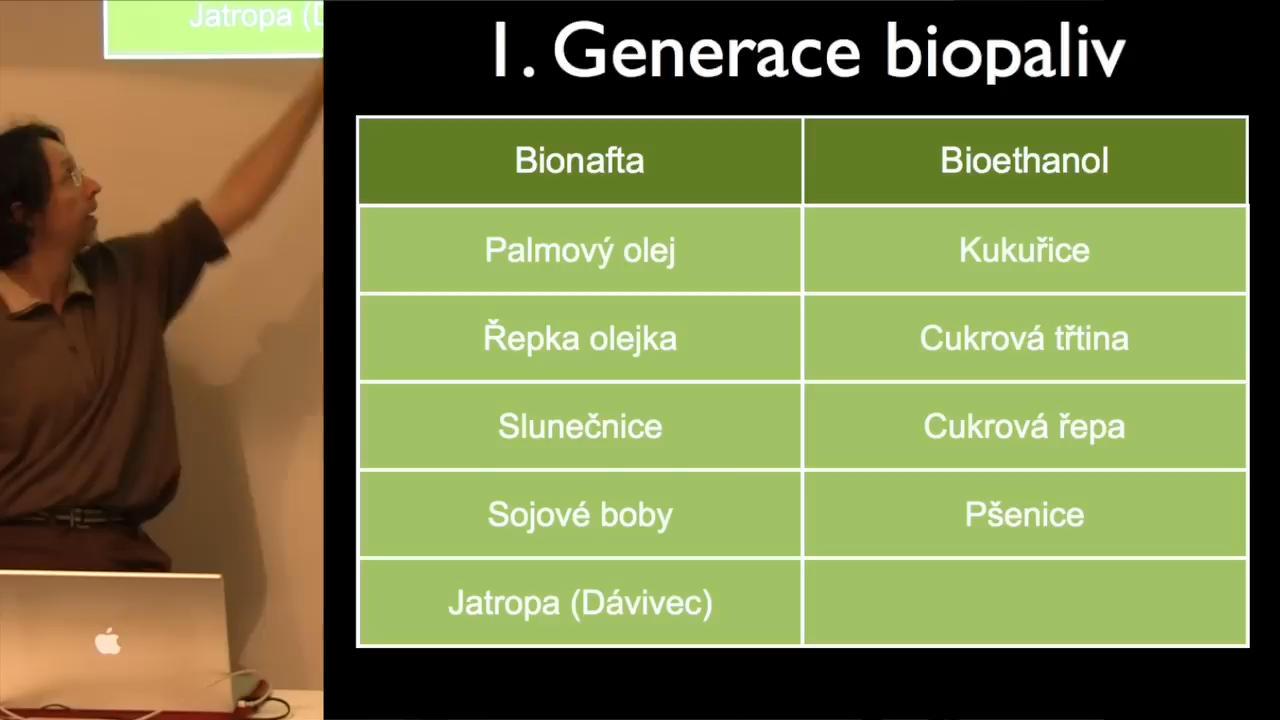 Jatropa (D
1. Generace biopaliv
Bionafta
Bioethanol
Palmový olej
Kukuřice
Řepka olejka
Cukrová třtina
Slunečnice
Cukrová řepa
Sojové boby
Pšenice
Jatropa (Dávivec)